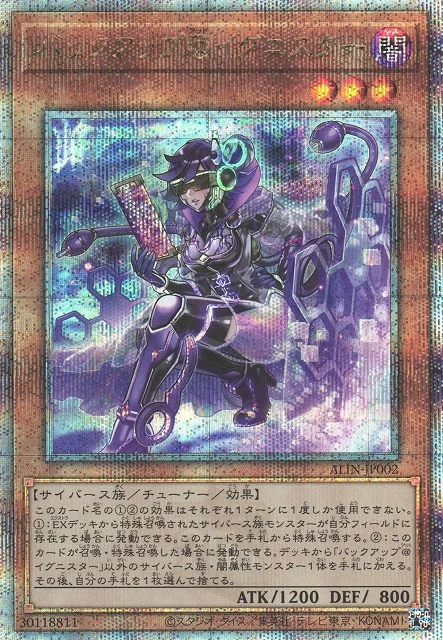 闇
ALIN-JP002
【サイバース族／チューナー／効果】
このカード名の①②の効果はそれぞれ1ターンに1度しか使用できない。
①：EXデッキから特殊召喚されたサイバース族モンスターが自分フィールドに
存在する場合に発動できる。このカードを手札から特殊召喚する。②：この
カードが召喚・特殊召喚した場合に発動できる。デッキから「バックアップ@
イグニスター」以外のサイバース族・闇属性モンスター1体を手札に加える。
その後、自分の手札を1枚選んで捨てる。
ATK/1200 DEF/ 800
30118811
©スタジオ・ダイス／集英社・テレビ東京・KONAMI